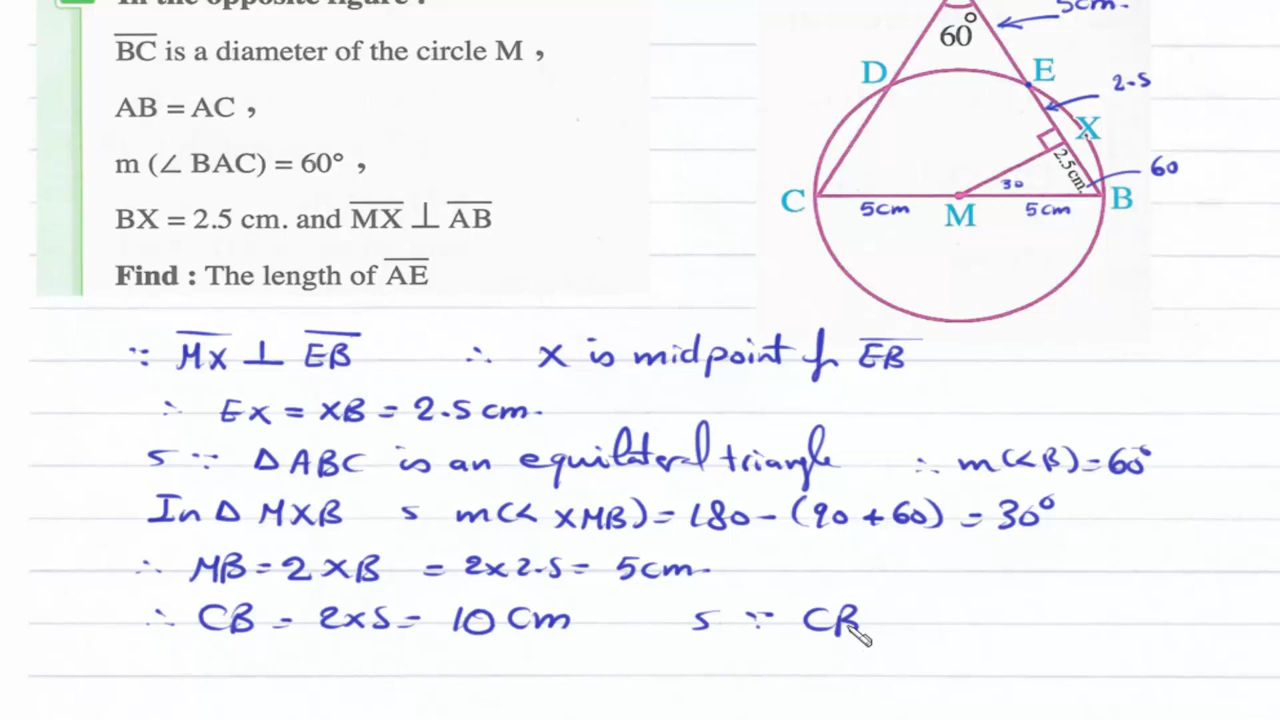 In the opposite figure :
BC is a diameter of the circle M ,
AB = AC ,
m (∠ BAC) = 60° ,
BX = 2.5 cm. and MX ⊥ AB
Find : The length of AE
5cm.
60°
D
E
2.5
X
2.5 cm.
60
30
C
5cm
M
5cm
B
∵ MX ⊥ EB ∴ X is midpoint of EB
∴ EX = XB = 2.5 cm.
, ∵ △ ABC is an equilateral triangle ∴ m(<B) = 60°
In △ MXB , m(< XMB) = 180 - (90 + 60) = 30°
∴ MB = 2 XB = 2 x 2.5 = 5cm.
∴ CB = 2x5 = 10 Cm , ∵ CB